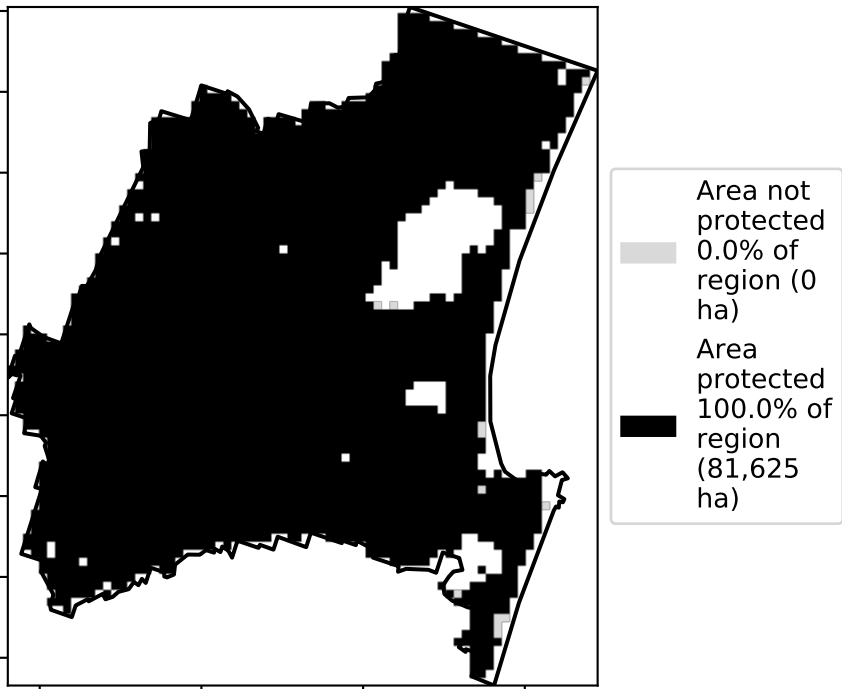 Area not
protected
0.0% of
region (0
ha)
Area
protected
100.0% of
region
(81,625
ha)